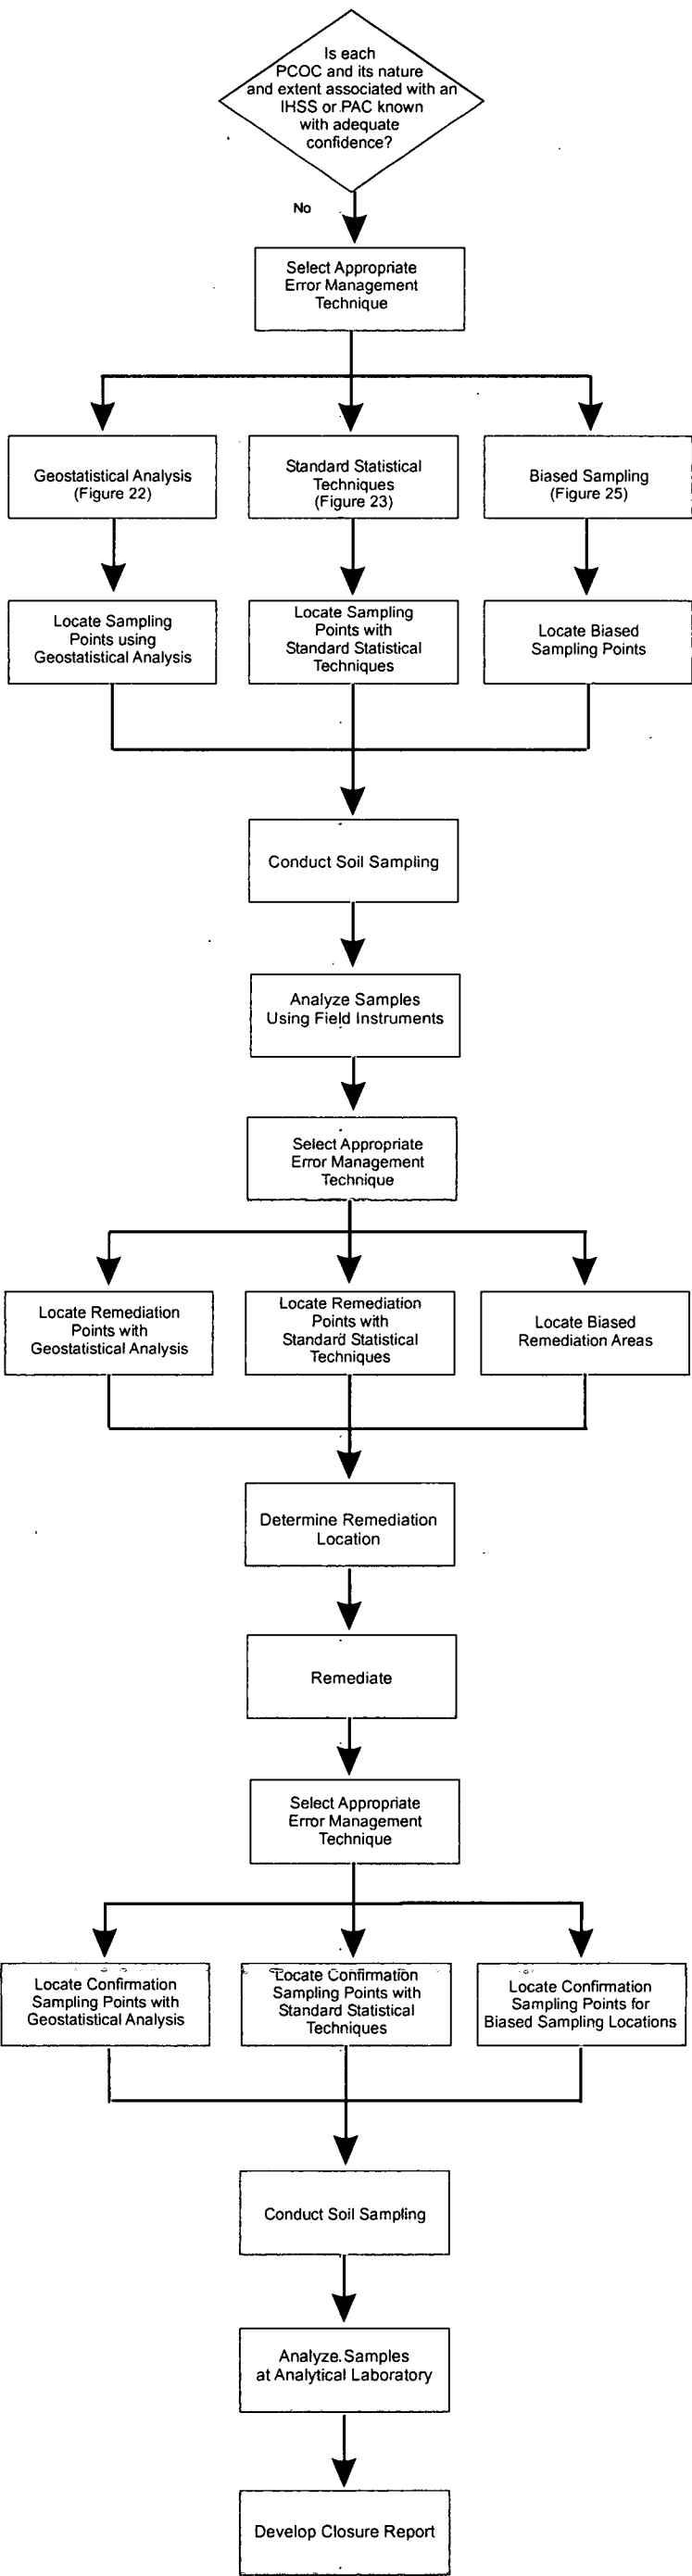 Is each
PCOC and its nature
and extent associated with an
IHSS or PAC known
with adequate
confidence?
No
Select Appropriate
Error Management
Technique
Geostatistical Analysis
(Figure 22)
Standard Statistical
Techniques
(Figure 23)
Biased Sampling
(Figure 25)
Locate Sampling
Points using
Geostatistical Analysis
Locate Sampling
Points with
Standard Statistical
Techniques
Locate Biased
Sampling Points
Conduct Soil Sampling
Analyze Samples
Using Field Instruments
Select Appropriate
Error Management
Technique
Locate Remediation
Points with
Geostatistical Analysis
Locate Remediation
Points with
Standard Statistical
Techniques
Locate Biased
Remediation Areas
Determine Remediation
Location
Remediate
Select Appropriate
Error Management
Technique
Locate Confirmation
Sampling Points with
Geostatistical Analysis
Locate Confirmation
Sampling Points with
Standard Statistical
Techniques
Locate Confirmation
Sampling Points for
Biased Sampling Locations
Conduct Soil Sampling
Analyze Samples
at Analytical Laboratory
Develop Closure Report